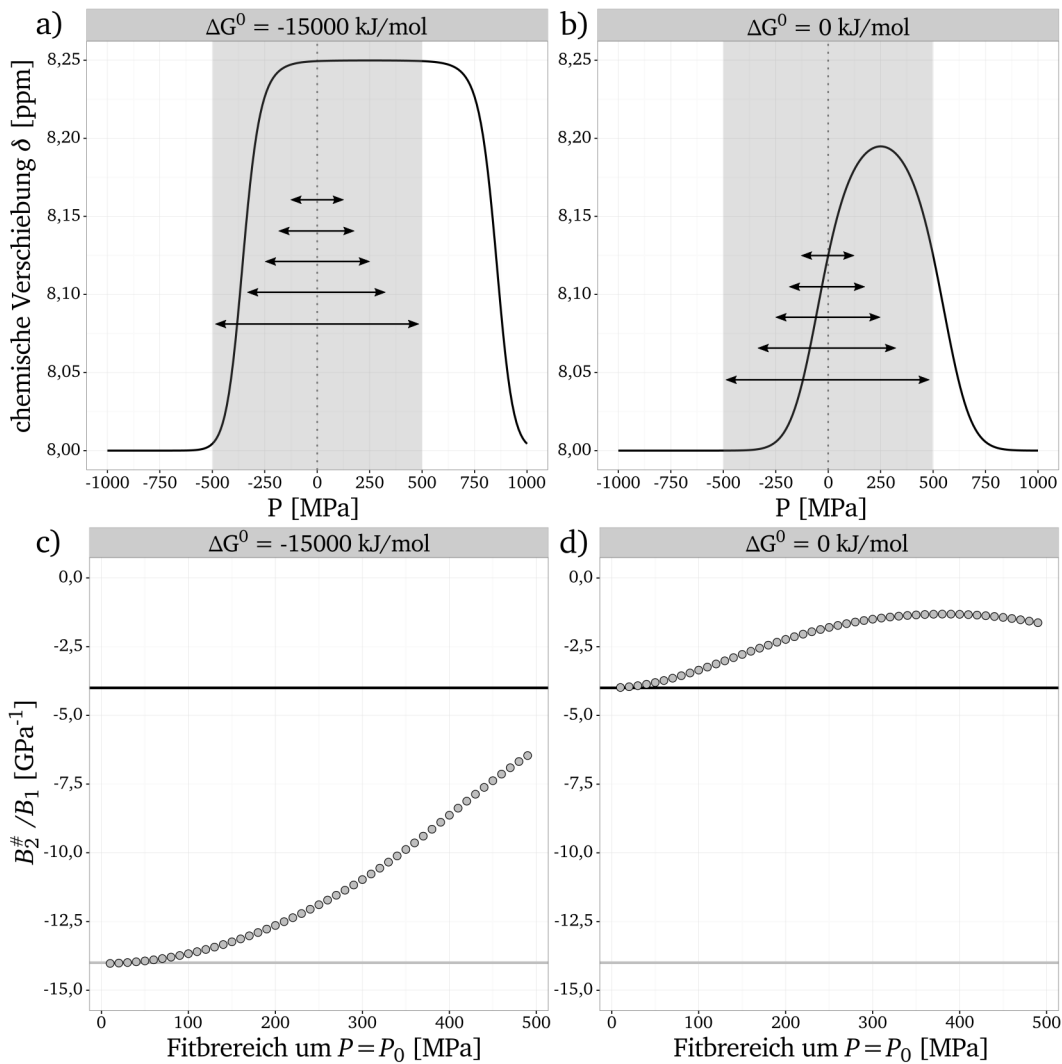 a)
ΔG⁰ = -15000 kJ/mol
b)
ΔG⁰ = 0 kJ/mol
chemische Verschiebung δ [ppm]
8,25
8,20
8,15
8,10
8,05
8,00
8,25
8,20
8,15
8,10
8,05
8,00
-1000 -750 -500 -250 0 250 500 750 1000
-1000 -750 -500 -250 0 250 500 750 1000
P [MPa]
P [MPa]
c)
ΔG⁰ = -15000 kJ/mol
d)
ΔG⁰ = 0 kJ/mol
B₂^# /B₁ [GPa⁻¹]
0,0
-2,5
-5,0
-7,5
-10,0
-12,5
-15,0
0,0
-2,5
-5,0
-7,5
-10,0
-12,5
-15,0
0 100 200 300 400 500
0 100 200 300 400 500
Fitbrereich um P=P₀ [MPa]
Fitbrereich um P=P₀ [MPa]